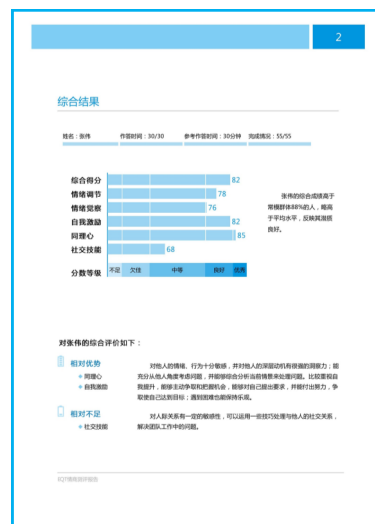 2
综合结果
姓名：张伟 作答时间：30/30 参考作答时间：30分钟 完成情况：55/55
综合得分 82
情绪调节 78
情绪觉察 76
自我激励 82
同理心 85
社交技能 68
分数等级 不足 欠佳 中等 良好 优秀
张伟的综合成绩高于
常模群体88%的人，略高
于平均水平，反映其潜质
良好。
对张伟的综合评价如下：
相对优势
同理心
自我激励
对他人的情绪、行为十分敏感，并对他人的深层动机有很强的洞察力；能
充分从他人角度考虑问题，并能够综合分析当前情景来处理问题。比较重视自
我提升，能够主动争取和把握机会，能够对自己提出要求，并付出努力，争
取使自己达到目标；遇到困难也能保持乐观。
相对不足
社交技能
对人际关系有一定的敏感性，可以运用一些技巧处理与他人的社交关系，
解决团队工作中的问题。